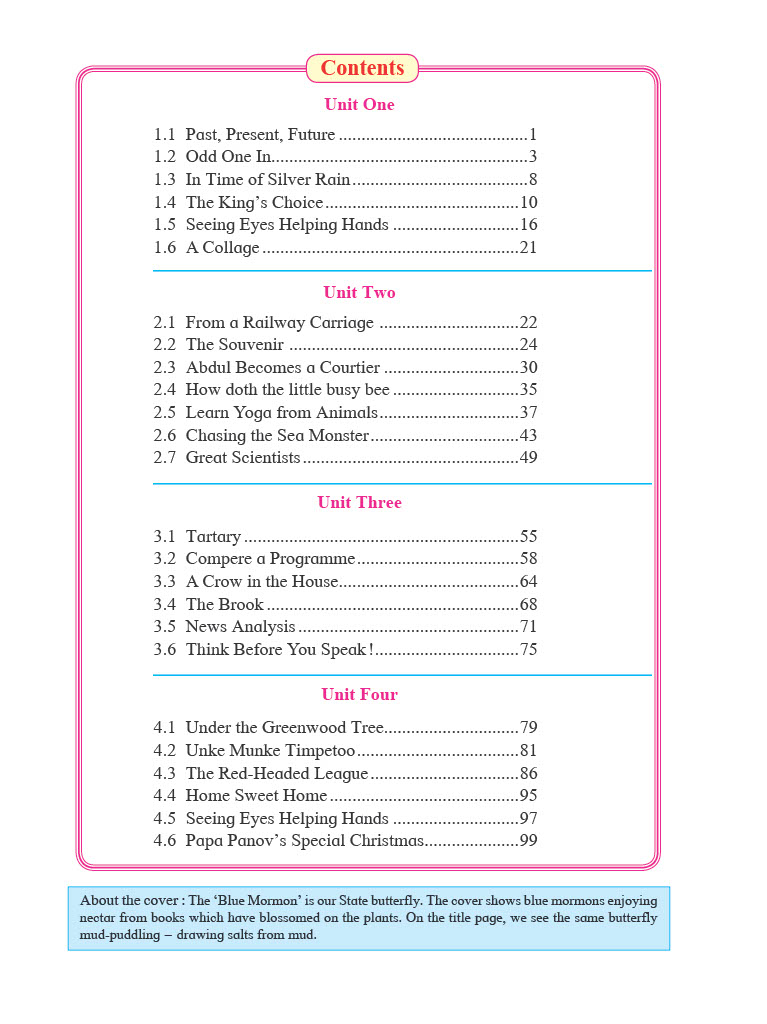 Contents
Unit One
1.1 Past, Present, Future ..........................................1
1.2 Odd One In.........................................................3
1.3 In Time of Silver Rain.......................................8
1.4 The King's Choice...........................................10
1.5 Seeing Eyes Helping Hands ............................16
1.6 A Collage.........................................................21
Unit Two
2.1 From a Railway Carriage ...............................22
2.2 The Souvenir ...................................................24
2.3 Abdul Becomes a Courtier ..............................30
2.4 How doth the little busy bee ............................35
2.5 Learn Yoga from Animals...............................37
2.6 Chasing the Sea Monster.................................43
2.7 Great Scientists................................................49
Unit Three
3.1 Tartary.............................................................55
3.2 Compere a Programme....................................58
3.3 A Crow in the House........................................64
3.4 The Brook........................................................68
3.5 News Analysis.................................................71
3.6 Think Before You Speak!................................75
Unit Four
4.1 Under the Greenwood Tree..............................79
4.2 Unke Munke Timpetoo....................................81
4.3 The Red-Headed League.................................86
4.4 Home Sweet Home..........................................95
4.5 Seeing Eyes Helping Hands ............................97
4.6 Papa Panov's Special Christmas.....................99
About the cover : The ‘Blue Mormon’ is our State butterfly. The cover shows blue mormons enjoying
nectar from books which have blossomed on the plants. On the title page, we see the same butterfly
mud-puddling – drawing salts from mud.